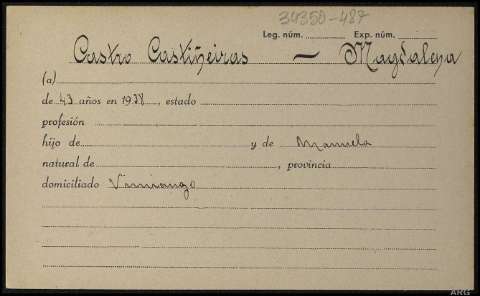 34350-487
Leg. núm. Exp. núm.
Castro Castiñeiras — Magdalena
(a)
de 43 años en 1938, estado
profesión
hijo de y de Manuela
natural de , provincia
domiciliado Vimianzo
ARG